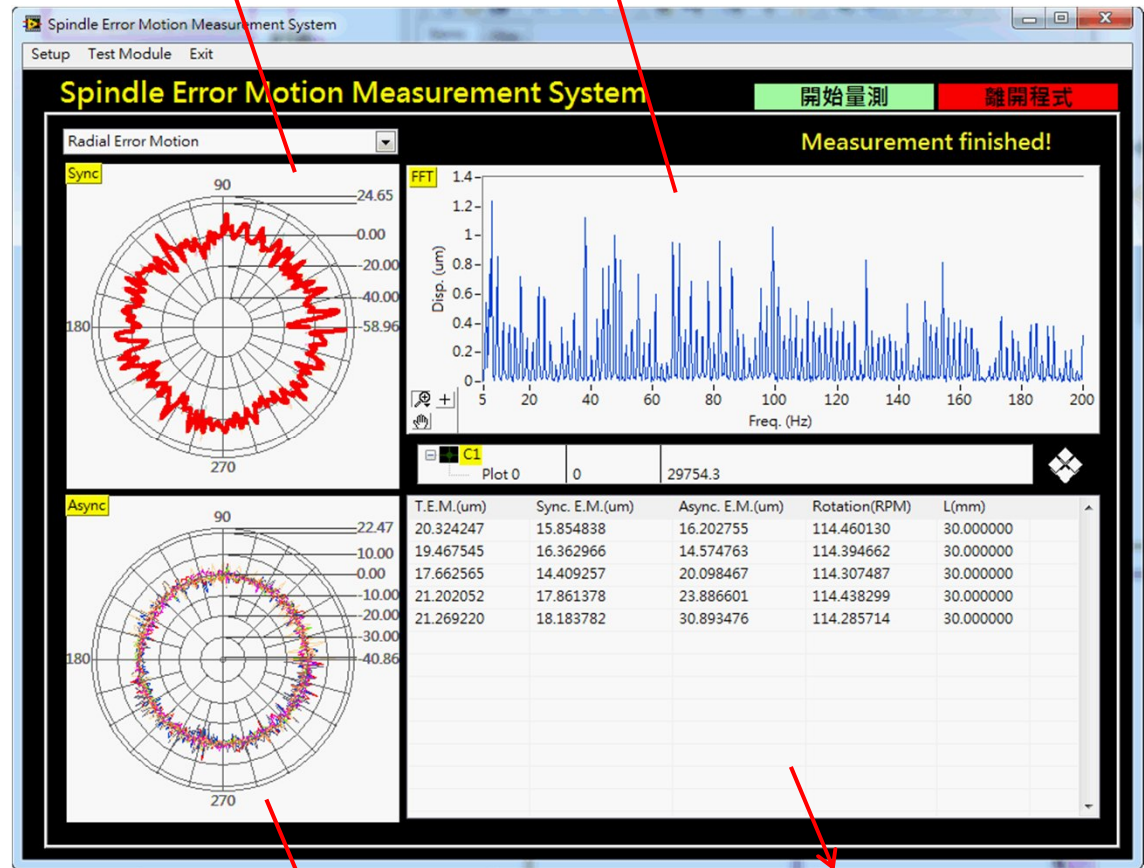 Spindle Error Motion Measurement System
Setup Test Module Exit
Spindle Error Motion Measurement System
開始量測
離開程式
Radial Error Motion
Measurement finished!
Sync
90
24.65
0.00
-20.00
-40.00
-58.96
180
270
FFT
1.4
1.2
1
0.8
0.6
0.4
0.2
0
Disp. (um)
5 20 40 60 80 100 120 140 160 180 200
Freq. (Hz)
C1
Plot 0 0 29754.3
Async
90
22.47
10.00
0.00
-10.00
-20.00
-30.00
-40.86
180
270
T.E.M.(um) Sync. E.M.(um) Async. E.M.(um) Rotation(RPM) L(mm)
20.324247 15.854838 16.202755 114.460130 30.000000
19.467545 16.362966 14.574763 114.394662 30.000000
17.662565 14.409257 20.098467 114.307487 30.000000
21.202052 17.861378 23.886601 114.438299 30.000000
21.269220 18.183782 30.893476 114.285714 30.000000